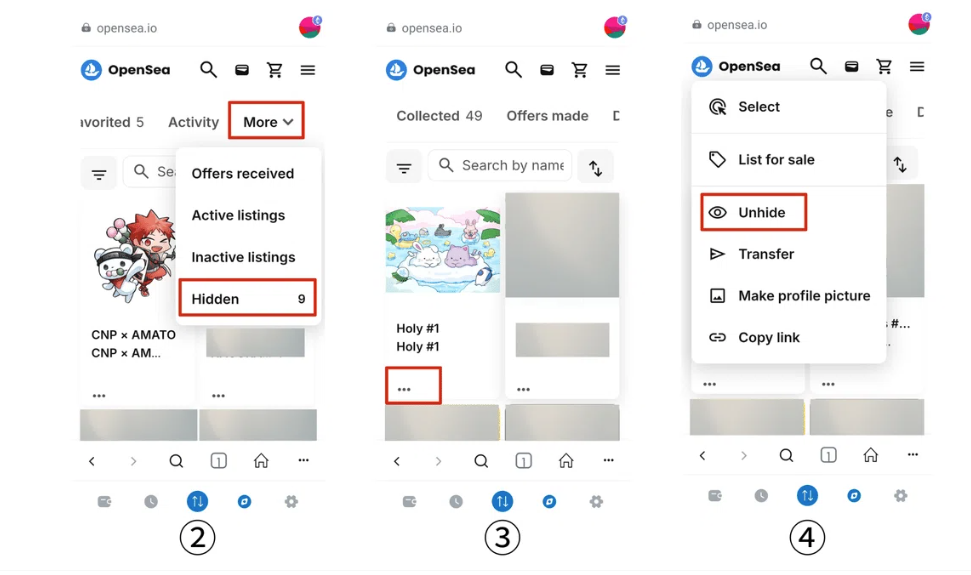 opensea.io
OpenSea
avorited 5 Activity More
Offers received
Active listings
Inactive listings
Hidden 9
CNP × AMATO
CNP × AM...
...
...
1
...
②
opensea.io
OpenSea
Collected 49 Offers made D
Search by name
Holy #1
Holy #1
...
...
1
...
③
opensea.io
OpenSea
Select
List for sale
Unhide
Transfer
Make profile picture
Copy link
s #...
...
...
1
...
④